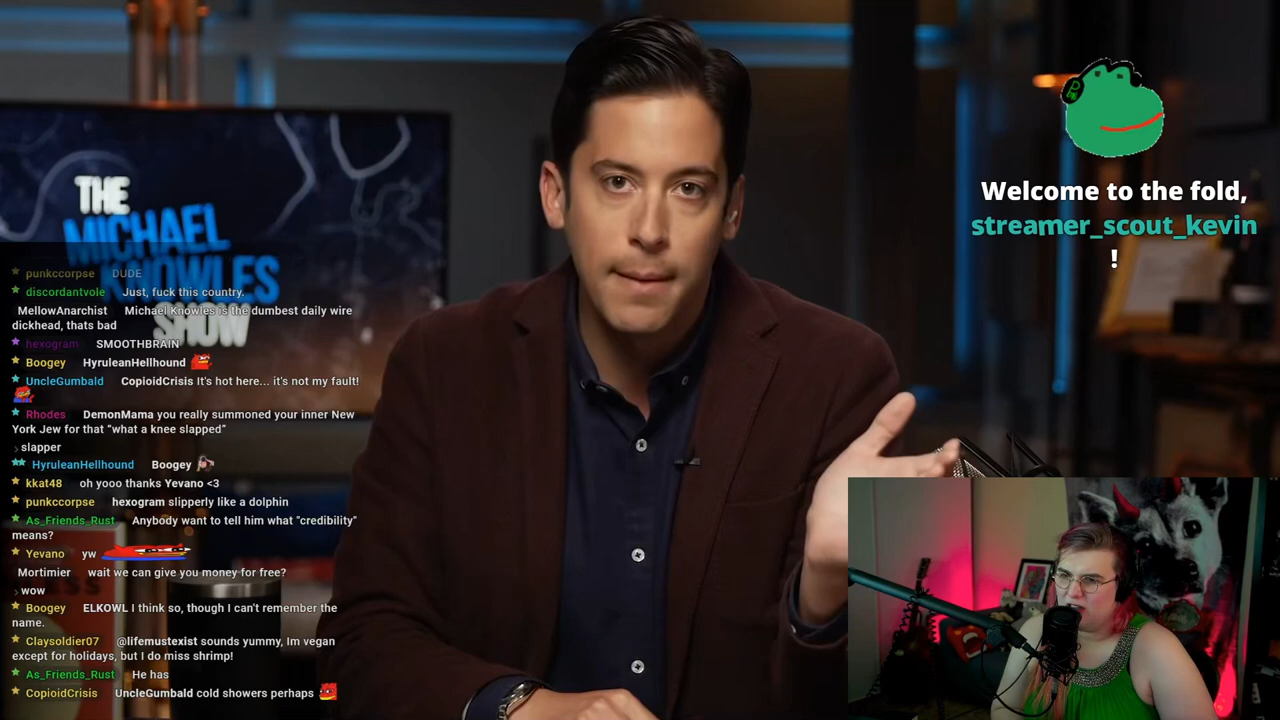 THE
MICHAEL
KNOWLES
SHOW
punkccorpse DUDE
discordantvole Just, fuck this country.
MellowAnarchist Michael Knowles is the dumbest daily wire
dickhead, thats bad
hexogram SMOOTHBRAIN
Boogey HyruleanHellhound
UncleGumbald CopioidCrisis It's hot here... it's not my fault!
Rhodes DemonMama you really summoned your inner New
York Jew for that “what a knee slapped”
slapper
HyruleanHellhound Boogey
kkat48 oh yooo thanks Yevano <3
punkccorpse hexogram slipperly like a dolphin
As_Friends_Rust Anybody want to tell him what "credibility"
means?
Yevano yw
Mortimier wait we can give you money for free?
wow
Boogey ELKOWL I think so, though I can't remember the
name.
Claysoldier07 @lifemustexist sounds yummy, Im vegan
except for holidays, but I do miss shrimp!
As_Friends_Rust He has
CopioidCrisis UncleGumbald cold showers perhaps
Welcome to the fold,
streamer_scout_kevin
!